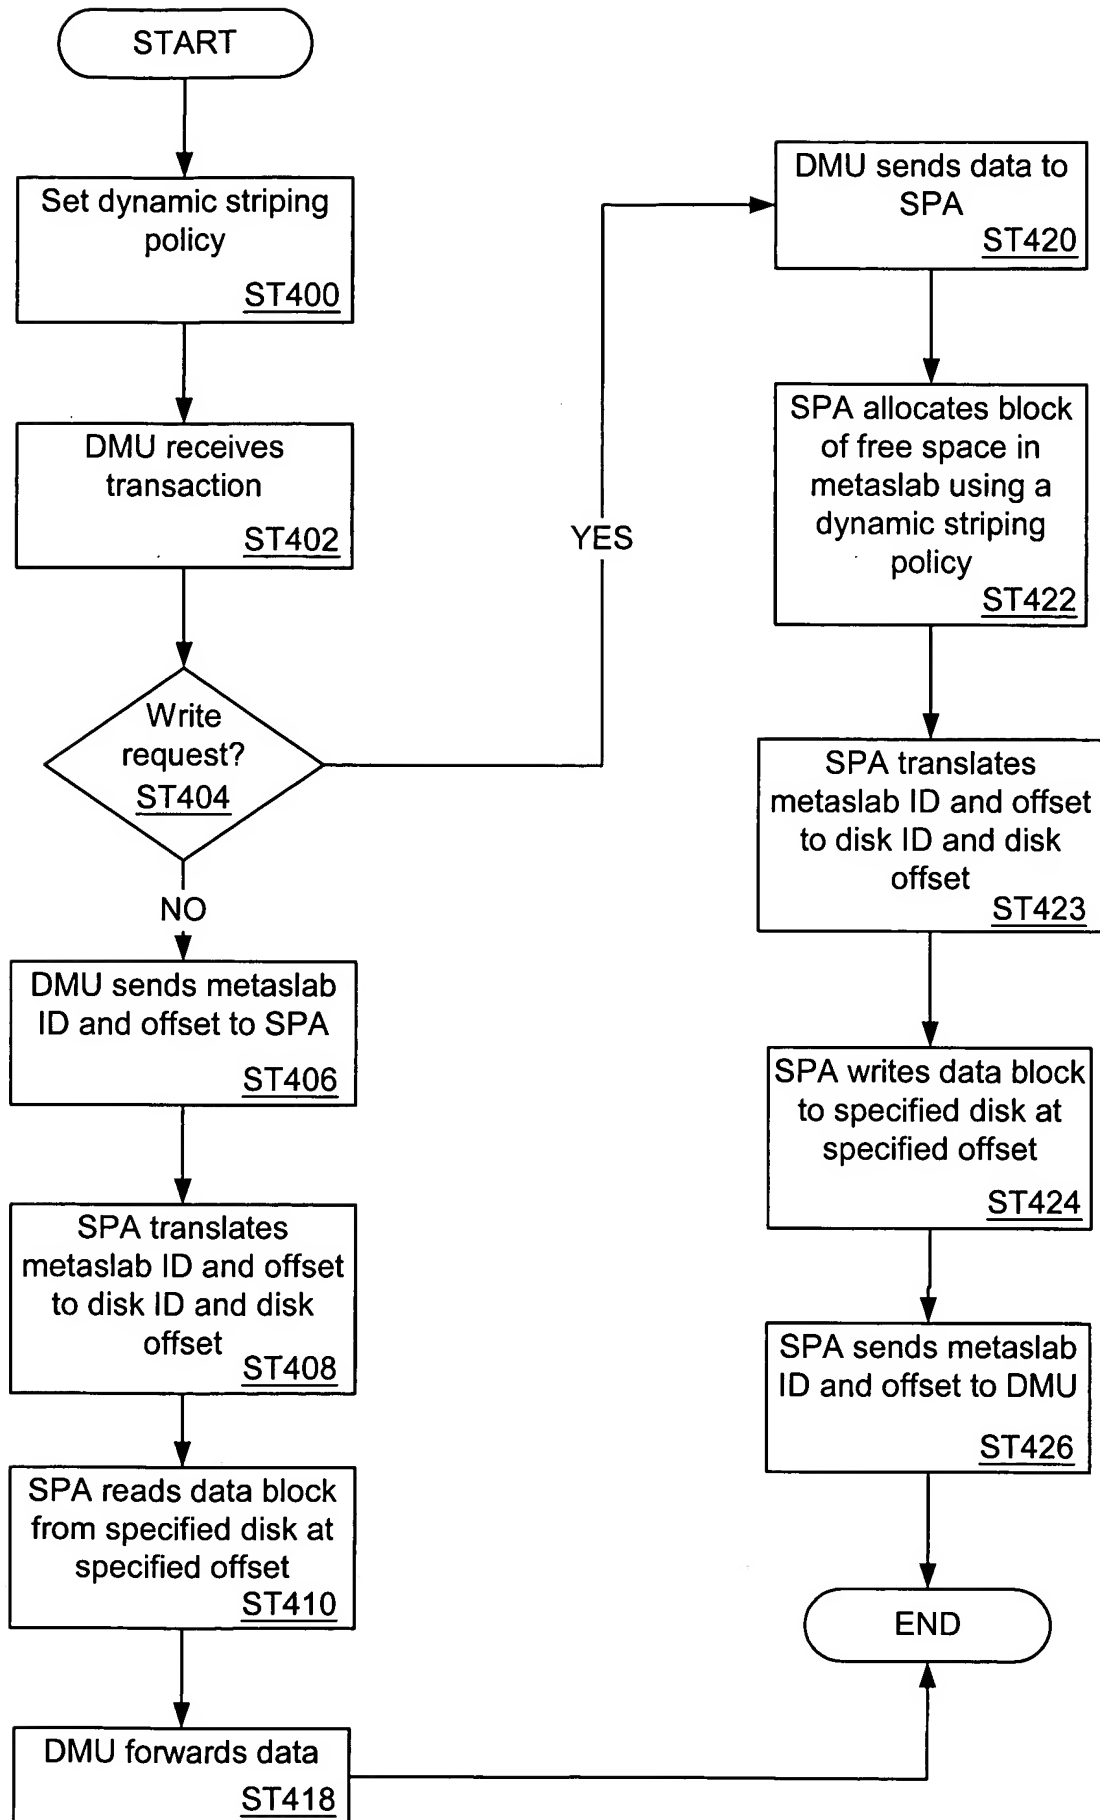 START
Set dynamic striping
policy
ST400
DMU receives
transaction
ST402
Write
request?
ST404
NO
DMU sends metaslab
ID and offset to SPA
ST406
SPA translates
metaslab ID and offset
to disk ID and disk
offset
ST408
SPA reads data block
from specified disk at
specified offset
ST410
DMU forwards data
ST418
YES
DMU sends data to
SPA
ST420
SPA allocates block
of free space in
metaslab using a
dynamic striping
policy
ST422
SPA translates
metaslab ID and offset
to disk ID and disk
offset
ST423
SPA writes data block
to specified disk at
specified offset
ST424
SPA sends metaslab
ID and offset to DMU
ST426
END